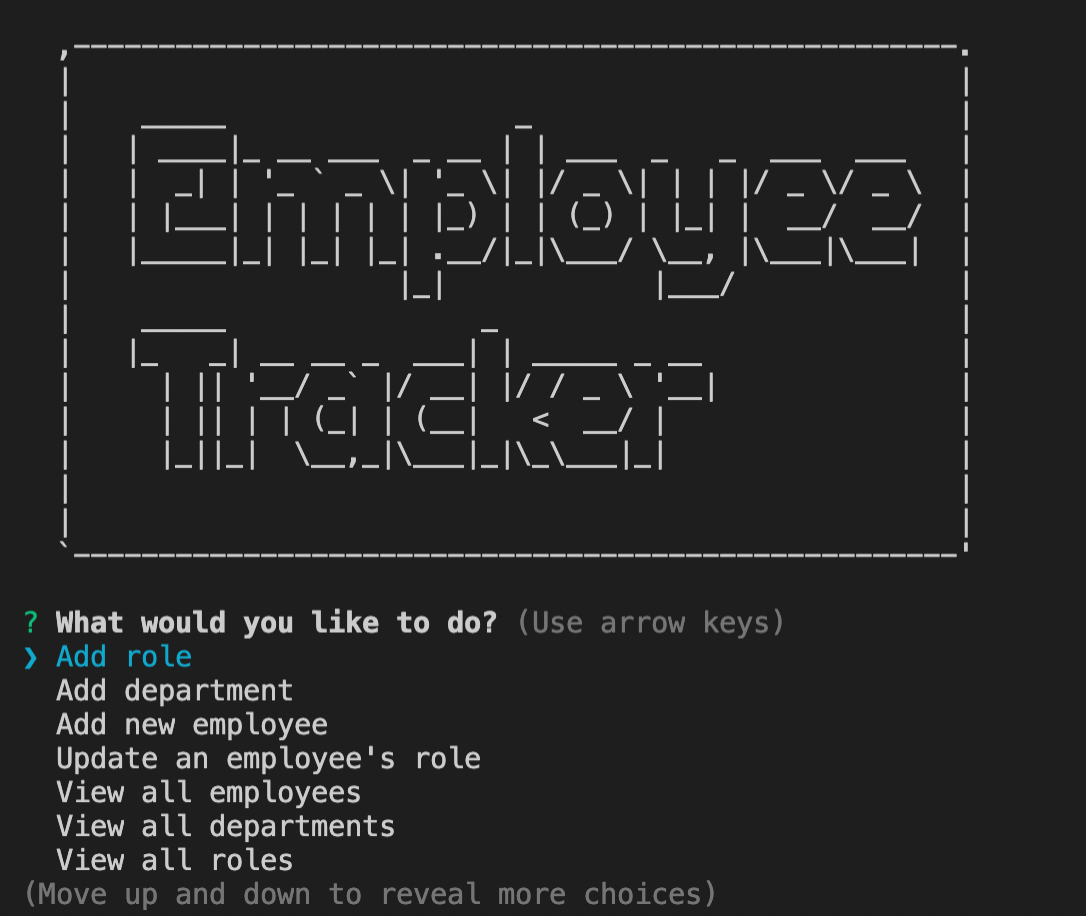 Employee
Tracker
? What would you like to do? (Use arrow keys)
❯ Add role
Add department
Add new employee
Update an employee's role
View all employees
View all departments
View all roles
(Move up and down to reveal more choices)